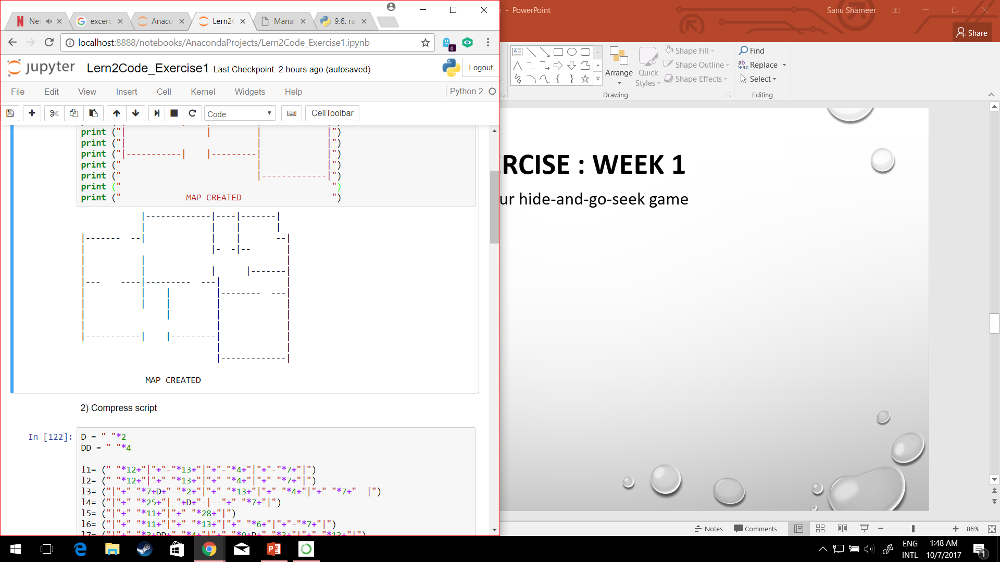 Net
excerc
Anaco
Lern2C
Mana
9.6. ra
localhost:8888/notebooks/AnacondaProjects/Lern2Code_Exercise1.ipynb
0
jupyter Lern2Code_Exercise1 Last Checkpoint: 2 hours ago (autosaved)
Logout
File Edit View Insert Cell Kernel Widgets Help Python 2
Code CellToolbar
print ("|                |         |             |")
print ("|                          |             |")
print ("|-----------|    |---------|             |")
print ("                           |             |")
print ("                           |-------------|")
print ("                                          ")
print ("             MAP CREATED                  ")
            |-------------|----|-------|
            |             |    |       |
|-------  --|             |    |       --|
|                         |-  -|--       |
|           |                            |
|           |             |      |-------|
|---    ----|---------  ---|             |
|           |    |         |--------  ---|
|           |    |         |             |
|                |         |             |
|                          |             |
|-----------|    |---------|             |
                           |             |
                           |-------------|
MAP CREATED
2) Compress script
In [122]:
D = " "*2
DD = " "*4
l1= (" "*12+"|"+"-"*13+"|"+"-"*4+"|"+"-"*7+"|")
l2= (" "*12+"|"+" "*13+"|"+" "*4+"|"+" "*7+"|")
l3= ("|"+"-"*7+D+"-"*2+"|"+" "*13+"|"+" "*4+"|"+" "*7+"--|")
l4= ("|"+" "*25+"|-"+D+"-|--"+" "*7+"|")
l5= ("|"+" "*11+"|"+" "*28+"|")
l6= ("|"+" "*11+"|"+" "*13+"|"+" "*6+"|"+"-"*7+"|")
- PowerPoint
Sanu Shameer
Share
Arrange
Quick Styles
Shape Fill
Shape Outline
Shape Effects
Drawing
Find
Replace
Select
Editing
ERCISE : WEEK 1
ur hide-and-go-seek game
Notes Comments 86%
ENG
INTL
1:48 AM
10/7/2017
1